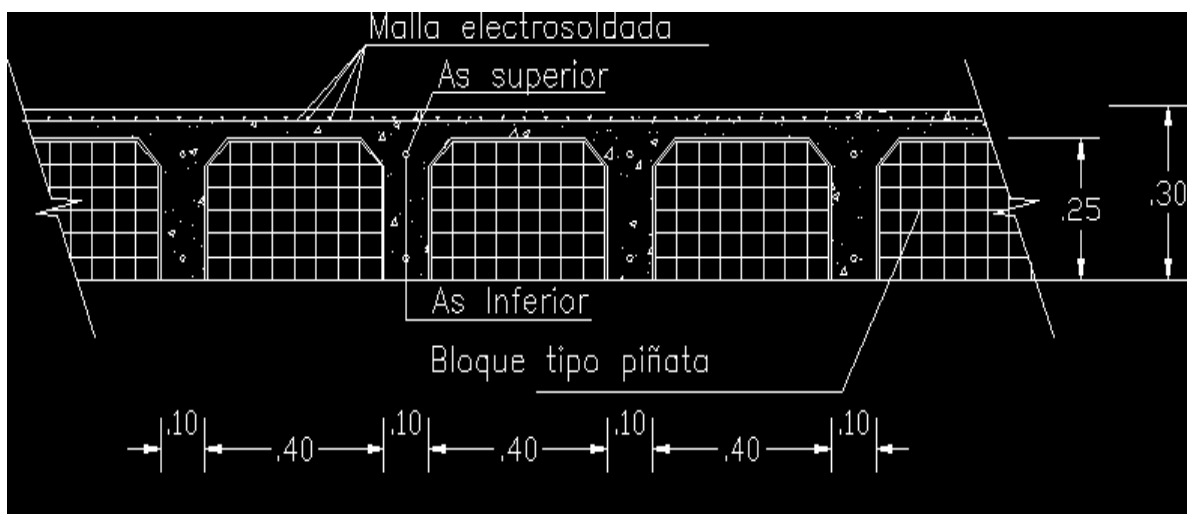 Malla electrosoldada
As superior
.25
.30
As Inferior
Bloque tipo piñata
.10 .10 .10 .10
.40 .40 .40